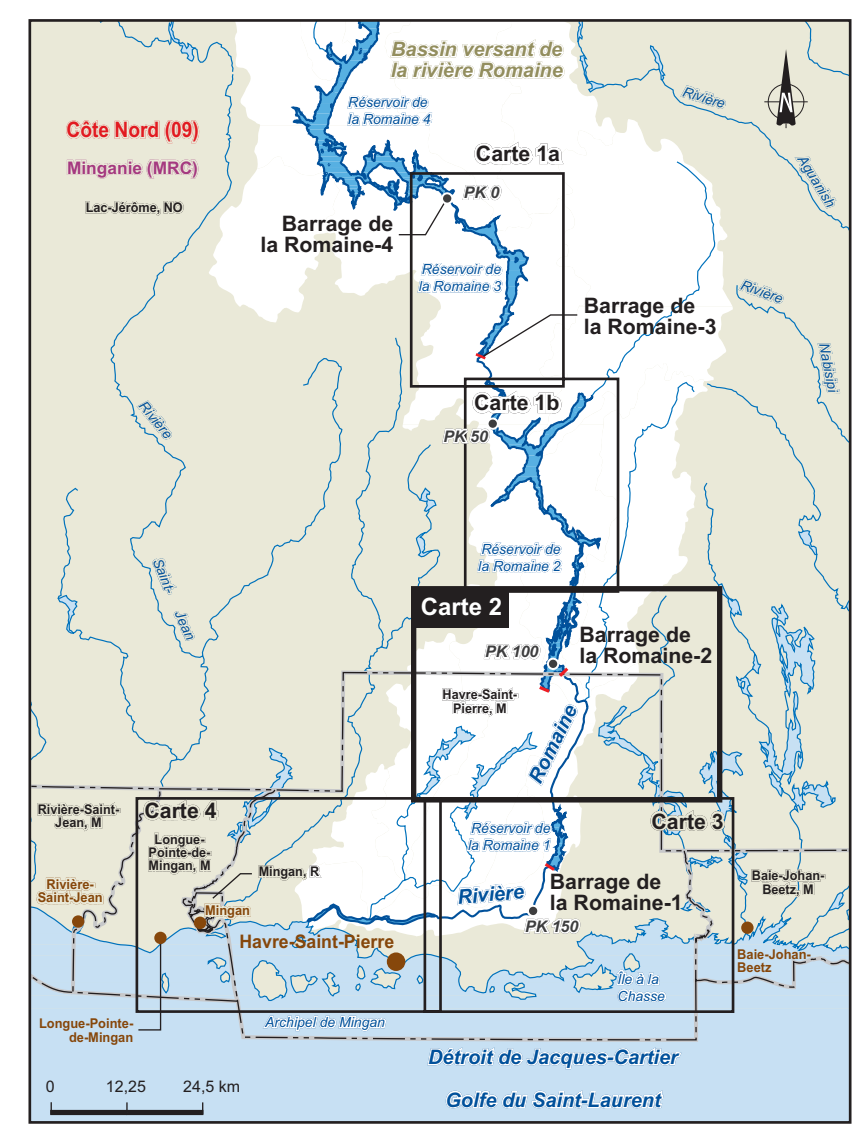 Bassin versant de
la rivière Romaine
Réservoir de
la Romaine 4
Rivière
Aguanish
Côte Nord (09)
Minganie (MRC)
Lac-Jérôme, NO
N
Carte 1a
PK 0
Barrage de
la Romaine-4
Réservoir de
la Romaine 3
Barrage de
la Romaine-3
Rivière
Nabisipi
Carte 1b
PK 50
Rivière
Saint-
Jean
Réservoir de
la Romaine 2
Carte 2
Barrage de
la Romaine-2
PK 100
Havre-Saint-
Pierre, M
Romaine
Carte 4
Rivière-Saint-
Jean, M
Longue-
Pointe-de-
Mingan, M
Mingan, R
Réservoir de
la Romaine 1
Carte 3
Rivière-
Saint-Jean
Mingan
Rivière
Barrage de
la Romaine-1
Baie-Johan-
Beetz, M
PK 150
Havre-Saint-Pierre
Baie-Johan-
Beetz
Île à la
Chasse
Longue-Pointe-
de-Mingan
Archipel de Mingan
Détroit de Jacques-Cartier
Golfe du Saint-Laurent
0 12,25 24,5 km